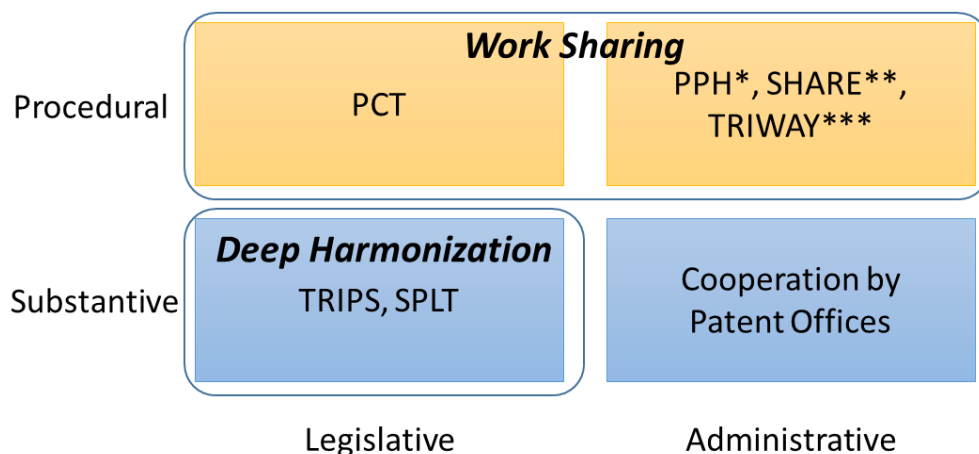 Work Sharing
Procedural
PCT
PPH*, SHARE**,
TRIWAY***
Deep Harmonization
Substantive
TRIPS, SPLT
Cooperation by
Patent Offices
Legislative
Administrative